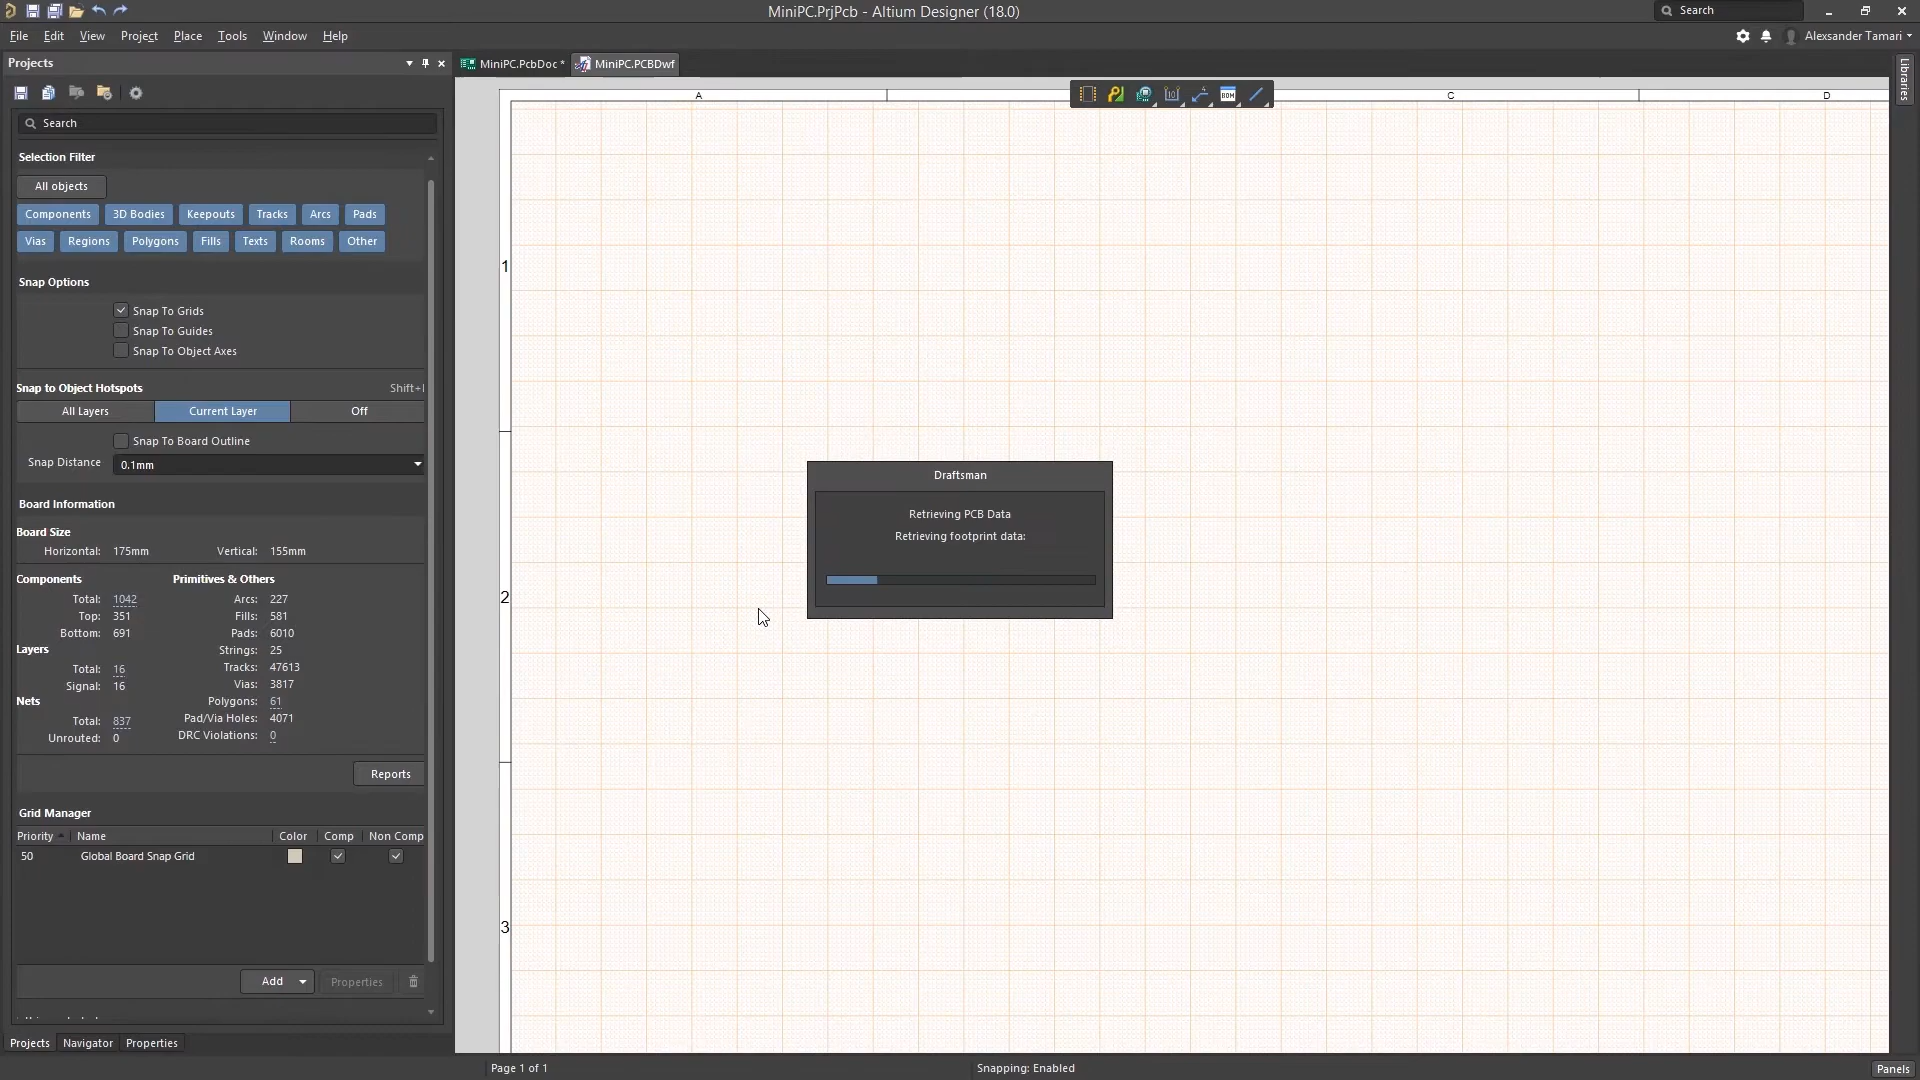 MiniPC.PrjPcb - Altium Designer (18.0)
Search
File Edit View Project Place Tools Window Help
Alexsander Tamari
Projects
MiniPC.PcbDoc *
MiniPC.PCBDwf
Libraries
Search
A
C
D
BOM
Selection Filter
All objects
Components 3D Bodies Keepouts Tracks Arcs Pads
Vias Regions Polygons Fills Texts Rooms Other
1
Snap Options
Snap To Grids
Snap To Guides
Snap To Object Axes
Snap to Object Hotspots
All Layers Current Layer Off
Snap To Board Outline
Snap Distance 0.1mm
Draftsman
Retrieving PCB Data
Retrieving footprint data:
Board Information
Board Size
Horizontal: 175mm Vertical: 155mm
Components Primitives & Others
Total: 1042 Arcs: 227
Top: 351 Fills: 581
Bottom: 691 Pads: 6010
Layers Strings: 25
Total: 16 Tracks: 47613
Signal: 16 Vias: 3817
Nets Polygons: 61
Total: 837 Pad/Via Holes: 4071
Unrouted: 0 DRC Violations: 0
2
Reports
Grid Manager
Priority Name Color Comp Non Comp
50 Global Board Snap Grid
3
Add Properties
Projects Navigator Properties
Page 1 of 1
Snapping: Enabled
Panels